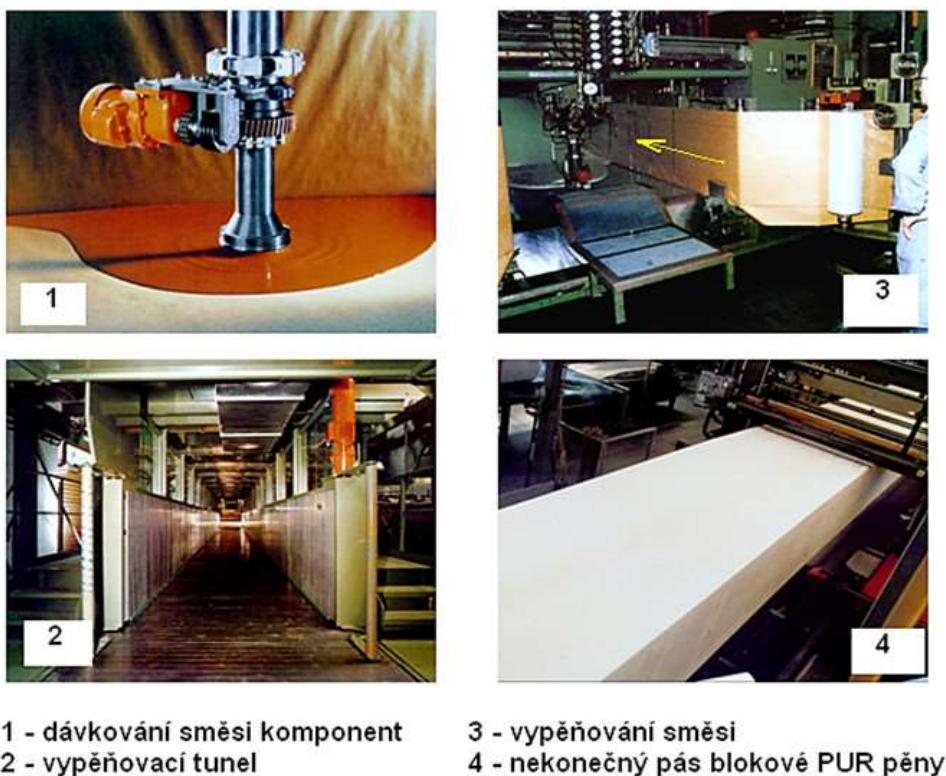 1
3
2
4
1 - dávkování směsi komponent
2 - vypěňovací tunel
3 - vypěňování směsi
4 - nekonečný pás blokové PUR pěny